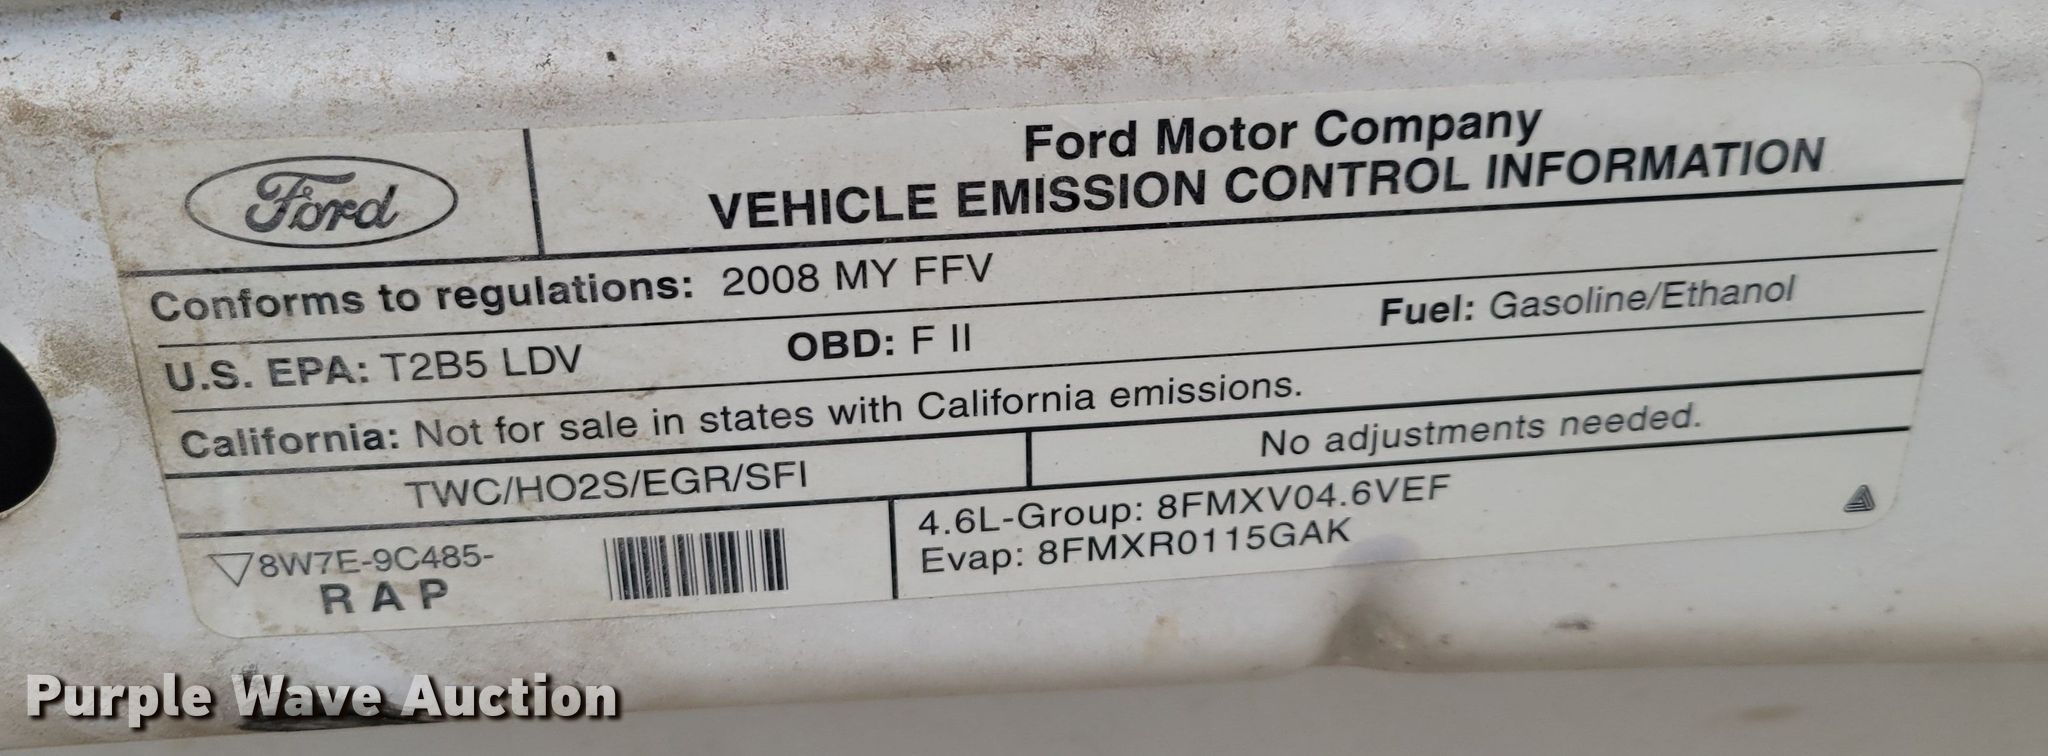 Ford
Ford Motor Company
VEHICLE EMISSION CONTROL INFORMATION
Conforms to regulations: 2008 MY FFV
U.S. EPA: T2B5 LDV OBD: F II Fuel: Gasoline/Ethanol
California: Not for sale in states with California emissions.
TWC/HO2S/EGR/SFI No adjustments needed.
8W7E-9C485-
R A P
4.6L-Group: 8FMXV04.6VEF
Evap: 8FMXR0115GAK
Purple Wave Auction